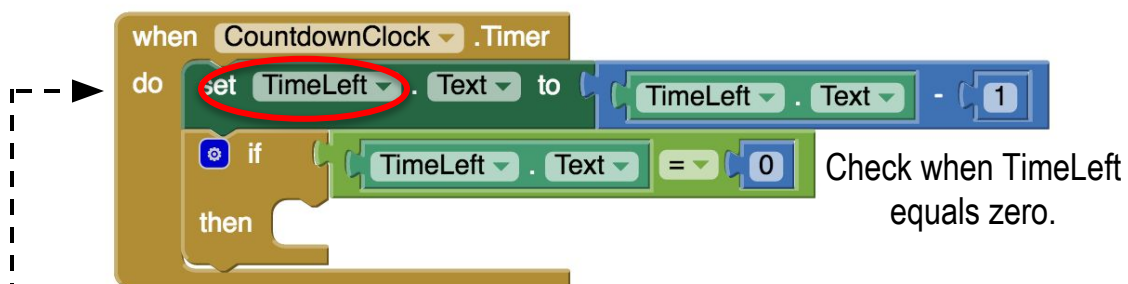 when CountdownClock .Timer
do set TimeLeft . Text to TimeLeft . Text - 1
if TimeLeft . Text = 0
then
Check when TimeLeft
equals zero.